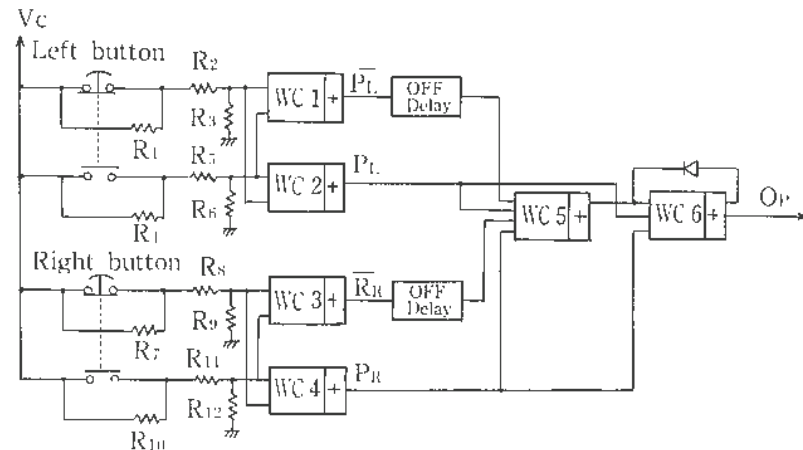 Vc
Left button
R2
R3
R1
WC 1 +
P̅L
OFF Delay
R5
R6
R1
WC 2 +
PL
WC 5 +
WC 6 +
OP
Right button
R8
R9
R7
WC 3 +
R̅R
OFF Delay
R11
R12
R10
WC 4 +
PR